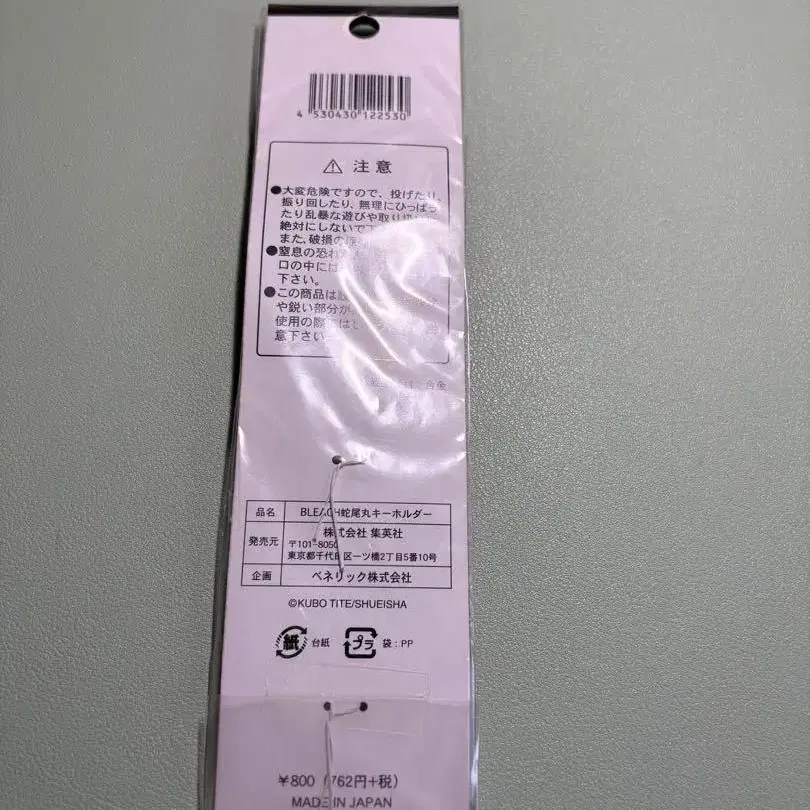 4 530430 122530
注意
●大変危険ですので、投げたり、
振り回したり、無理にひっぱっ
たり乱暴な遊びや取り
絶対にしないで下
また、破損の
●窒息の恐れ
口の中には
下さい。
●この商品は
や鋭い部分が
使用の際には
意下さい
合金
品名 BLEACH蛇尾丸キーホルダー
発売元 株式会社 集英社
〒101-8050
東京都千代田区一ツ橋2丁目5番10号
企画 ベネリック株式会社
©KUBO TITE/SHUEISHA
紙 台紙 プラ 袋:PP
¥800 (762円+税)
MADE IN JAPAN